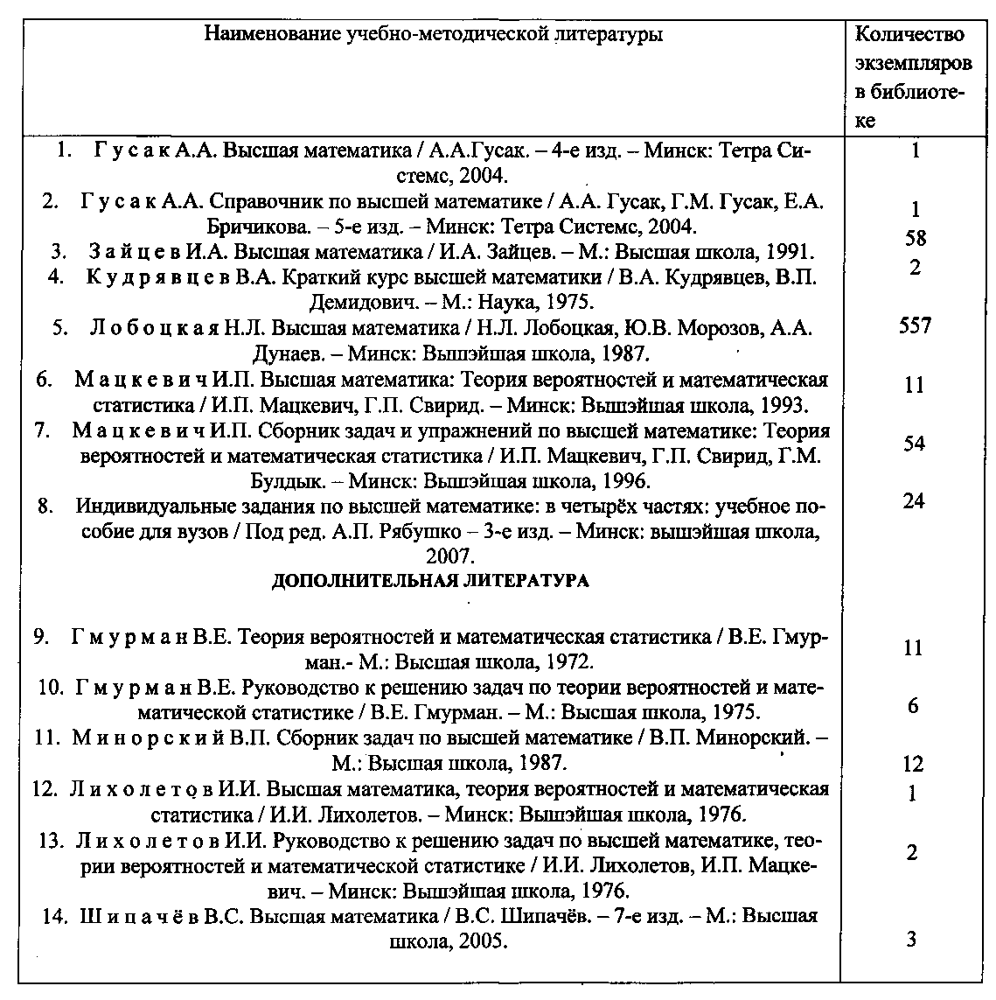 Наименование учебно-методической литературы
Количество
экземпляров
в библиоте-
ке
1. Г у с а к А.А. Высшая математика / А.А.Гусак. – 4-е изд. – Минск: Тетра Си-
стемс, 2004.
1
2. Г у с а к А.А. Справочник по высшей математике / А.А. Гусак, Г.М. Гусак, Е.А.
Бричикова. – 5-е изд. – Минск: Тетра Системс, 2004.
1
3. З а й ц е в И.А. Высшая математика / И.А. Зайцев. – М.: Высшая школа, 1991.
58
4. К у д р я в ц е в В.А. Краткий курс высшей математики / В.А. Кудрявцев, В.П.
Демидович. – М.: Наука, 1975.
2
5. Л о б о ц к а я Н.Л. Высшая математика / Н.Л. Лобоцкая, Ю.В. Морозов, А.А.
Дунаев. – Минск: Вышэйшая школа, 1987.
557
6. М а ц к е в и ч И.П. Высшая математика: Теория вероятностей и математическая
статистика / И.П. Мацкевич, Г.П. Свирид. – Минск: Вышэйшая школа, 1993.
11
7. М а ц к е в и ч И.П. Сборник задач и упражнений по высшей математике: Теория
вероятностей и математическая статистика / И.П. Мацкевич, Г.П. Свирид, Г.М.
Булдык. – Минск: Вышэйшая школа, 1996.
54
8. Индивидуальные задания по высшей математике: в четырёх частях: учебное по-
собие для вузов / Под ред. А.П. Рябушко – 3-е изд. – Минск: вышэйшая школа,
2007.
24
ДОПОЛНИТЕЛЬНАЯ ЛИТЕРАТУРА
9. Г м у р м а н В.Е. Теория вероятностей и математическая статистика / В.Е. Гмур-
ман.- М.: Высшая школа, 1972.
11
10. Г м у р м а н В.Е. Руководство к решению задач по теории вероятностей и мате-
матической статистике / В.Е. Гмурман. – М.: Высшая школа, 1975.
6
11. М и н о р с к и й В.П. Сборник задач по высшей математике / В.П. Минорский. –
М.: Высшая школа, 1987.
12
12. Л и х о л е т о в И.И. Высшая математика, теория вероятностей и математическая
статистика / И.И. Лихолетов. – Минск: Вышэйшая школа, 1976.
1
13. Л и х о л е т о в И.И. Руководство к решению задач по высшей математике, тео-
рии вероятностей и математической статистике / И.И. Лихолетов, И.П. Мацке-
вич. – Минск: Вышэйшая школа, 1976.
2
14. Ш и п а ч ё в В.С. Высшая математика / В.С. Шипачёв. – 7-е изд. – М.: Высшая
школа, 2005.
3